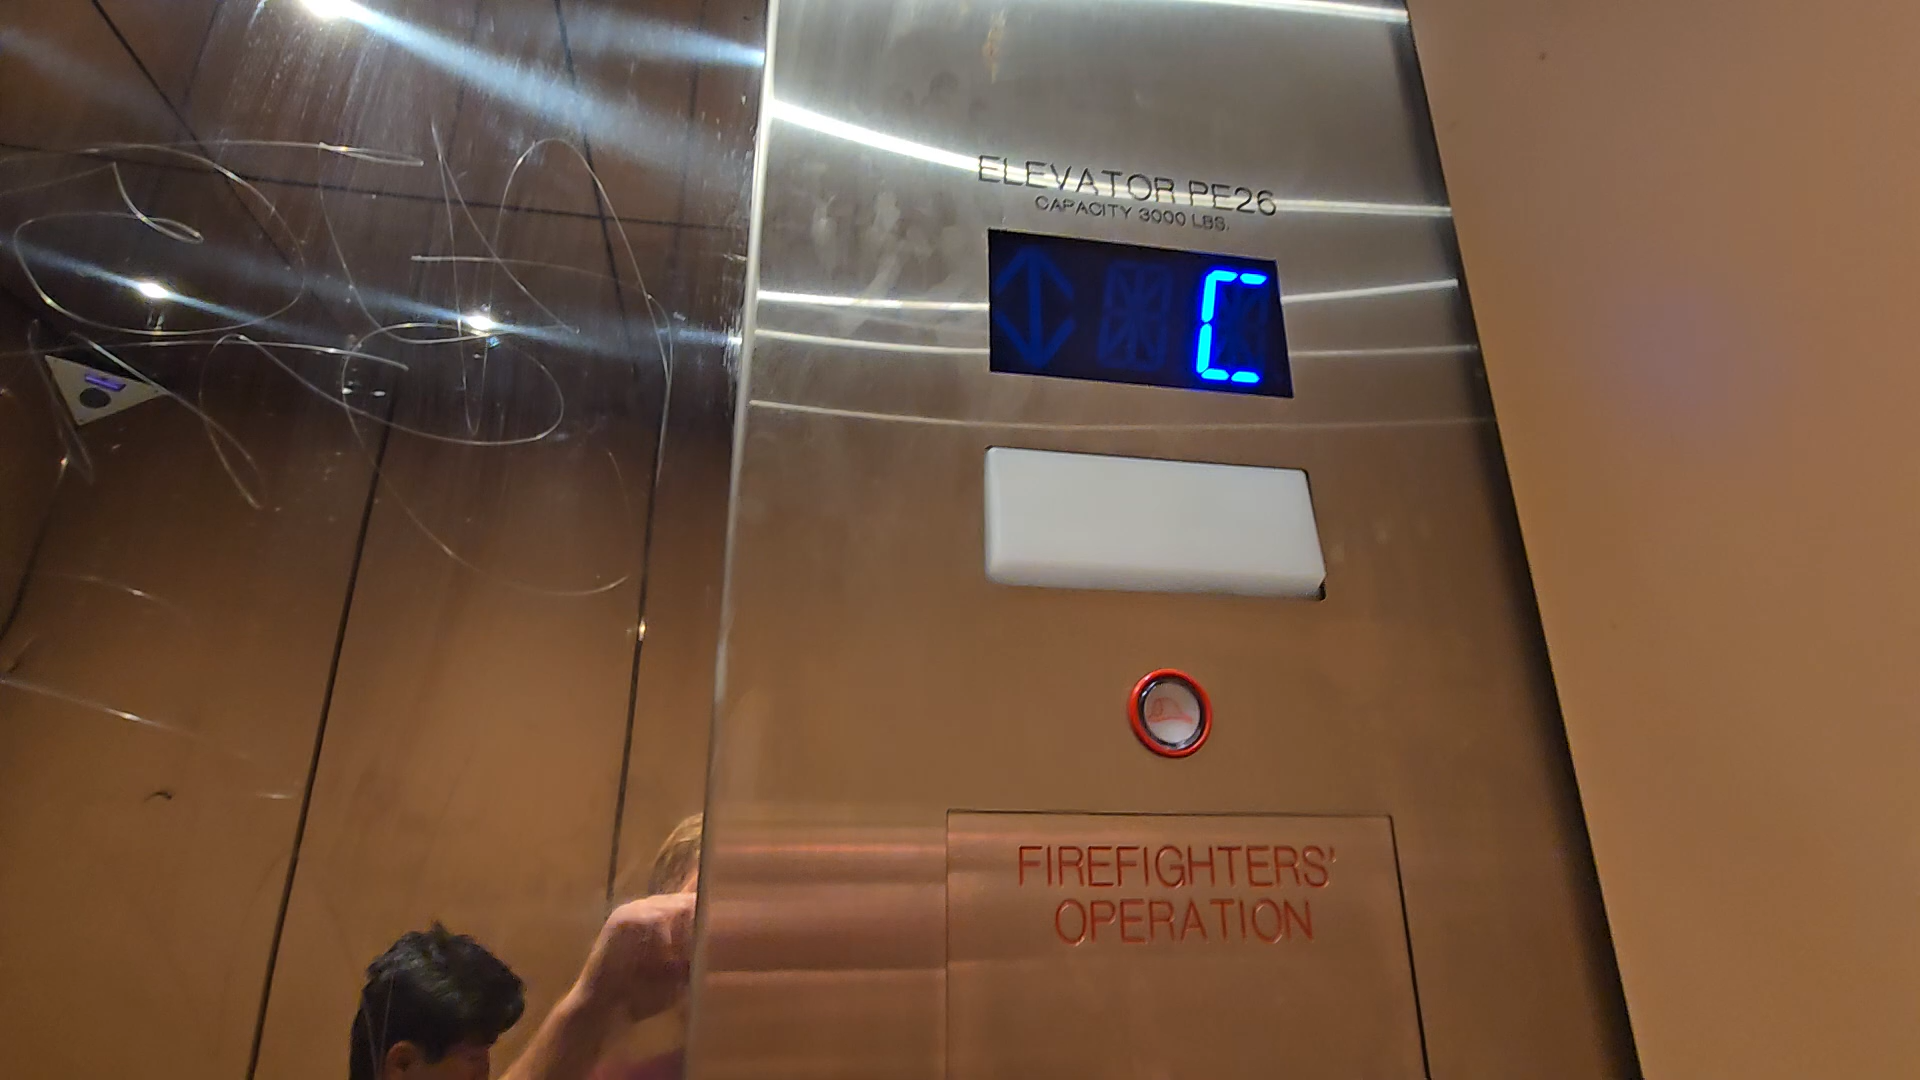 ELEVATOR PE26
CAPACITY 3000 LBS.
C
FIREFIGHTERS'
OPERATION